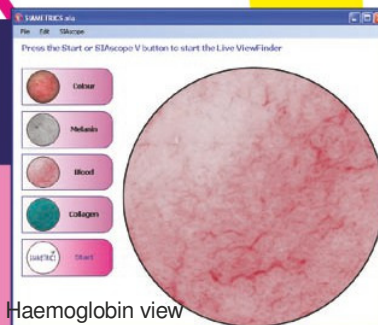 SIAMETRICS
File Edit SIAscope
Press the Start or SIAscope V button to start the Live ViewFinder
Colour
Melanin
Blood
Collagen
Start
Haemoglobin view